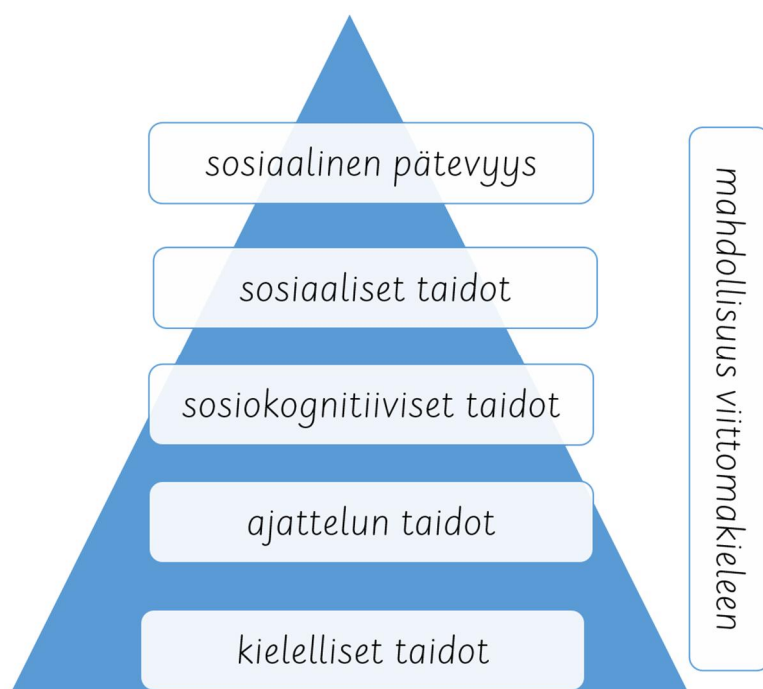 sosiaalinen pätevyys
sosiaaliset taidot
sosiokognitiiviset taidot
ajattelun taidot
kielelliset taidot
mahdollisuus viittomakieleen